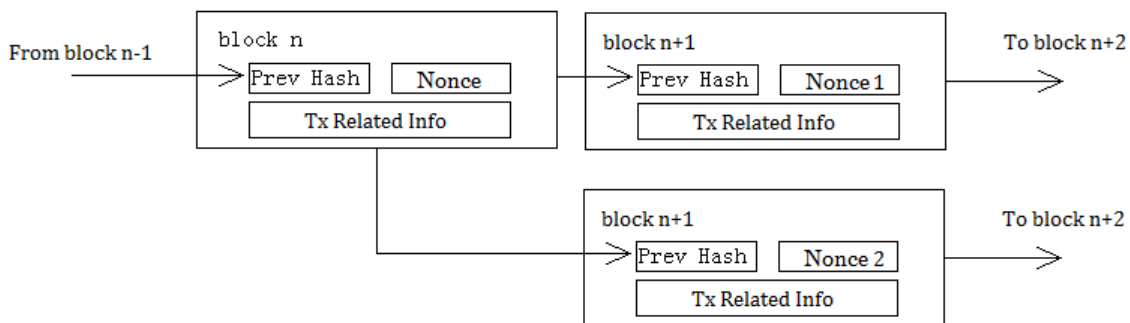 From block n-1
block n
Prev Hash
Nonce
Tx Related Info
block n+1
Prev Hash
Nonce 1
Tx Related Info
To block n+2
block n+1
Prev Hash
Nonce 2
Tx Related Info
To block n+2